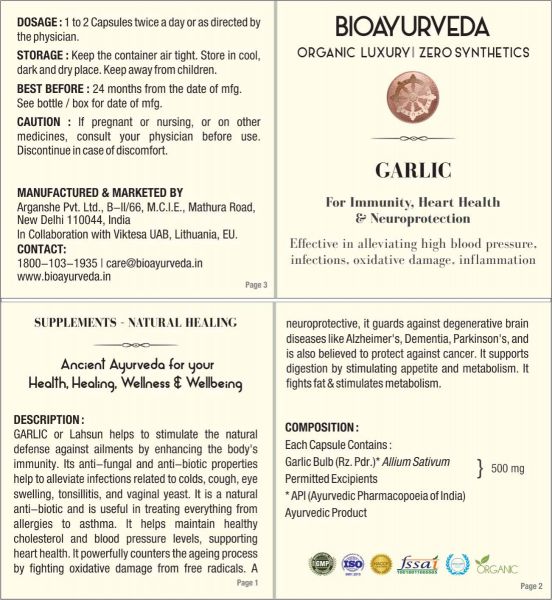 DOSAGE : 1 to 2 Capsules twice a day or as directed by
the physician.
STORAGE : Keep the container air tight. Store in cool,
dark and dry place. Keep away from children.
BEST BEFORE : 24 months from the date of mfg.
See bottle / box for date of mfg.
CAUTION : If pregnant or nursing, or on other
medicines, consult your physician before use.
Discontinue in case of discomfort.
MANUFACTURED & MARKETED BY
Arganshe Pvt. Ltd., B-II/66, M.C.I.E., Mathura Road,
New Delhi 110044, India
In Collaboration with Viktesa UAB, Lithuania, EU.
CONTACT:
1800-103-1935 | care@bioayurveda.in
www.bioayurveda.in
Page 3
BIOAYURVEDA
ORGANIC LUXURY| ZERO SYNTHETICS
GARLIC
For Immunity, Heart Health
& Neuroprotection
Effective in alleviating high blood pressure,
infections, oxidative damage, inflammation
SUPPLEMENTS - NATURAL HEALING
Ancient Ayurveda for your
Health, Healing, Wellness & Wellbeing
DESCRIPTION :
GARLIC or Lahsun helps to stimulate the natural
defense against ailments by enhancing the body's
immunity. Its anti-fungal and anti-biotic properties
help to alleviate infections related to colds, cough, eye
swelling, tonsillitis, and vaginal yeast. It is a natural
anti-biotic and is useful in treating everything from
allergies to asthma. It helps maintain healthy
cholesterol and blood pressure levels, supporting
heart health. It powerfully counters the ageing process
by fighting oxidative damage from free radicals. A
Page 1
neuroprotective, it guards against degenerative brain
diseases like Alzheimer's, Dementia, Parkinson's, and
is also believed to protect against cancer. It supports
digestion by stimulating appetite and metabolism. It
fights fat & stimulates metabolism.
COMPOSITION :
Each Capsule Contains :
Garlic Bulb (Rz. Pdr.)* Allium Sativum
Permitted Excipients
} 500 mg
* API (Ayurvedic Pharmacopoeia of India)
Ayurvedic Product
GMP
ISO
HACCP
fssai
ORGANIC
Page 2